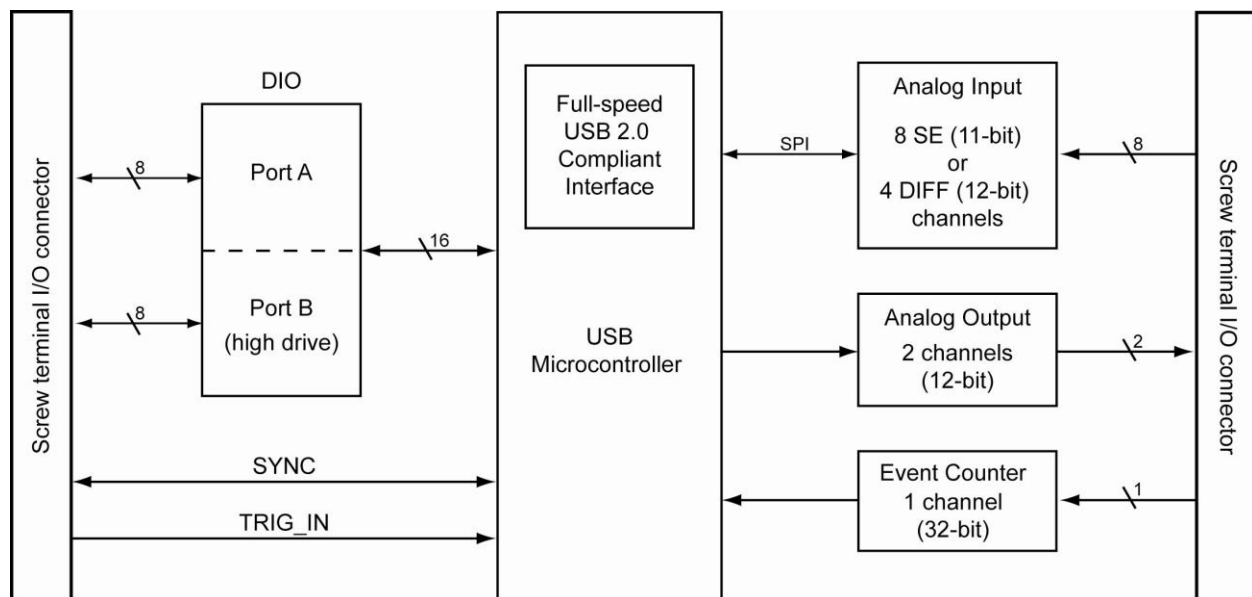 Screw terminal I/O connector
DIO
Port A
Port B
(high drive)
8
8
16
SYNC
TRIG_IN
Full-speed
USB 2.0
Compliant
Interface
USB
Microcontroller
SPI
Analog Input
8 SE (11-bit)
or
4 DIFF (12-bit)
channels
8
Analog Output
2 channels
(12-bit)
2
Event Counter
1 channel
(32-bit)
1
Screw terminal I/O connector